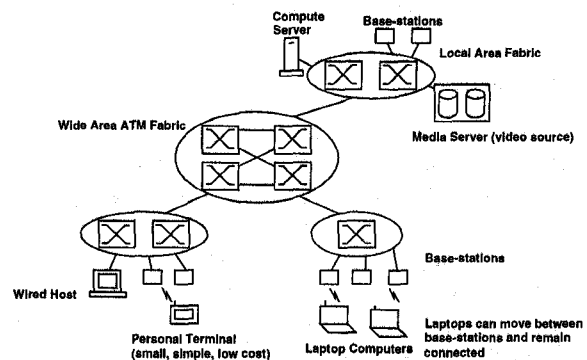 Compute
Server
Base-stations
Local Area Fabric
Wide Area ATM Fabric
Media Server (video source)
Base-stations
Wired Host
Personal Terminal
(small, simple, low cost)
Laptop Computers
Laptops can move between
base-stations and remain
connected